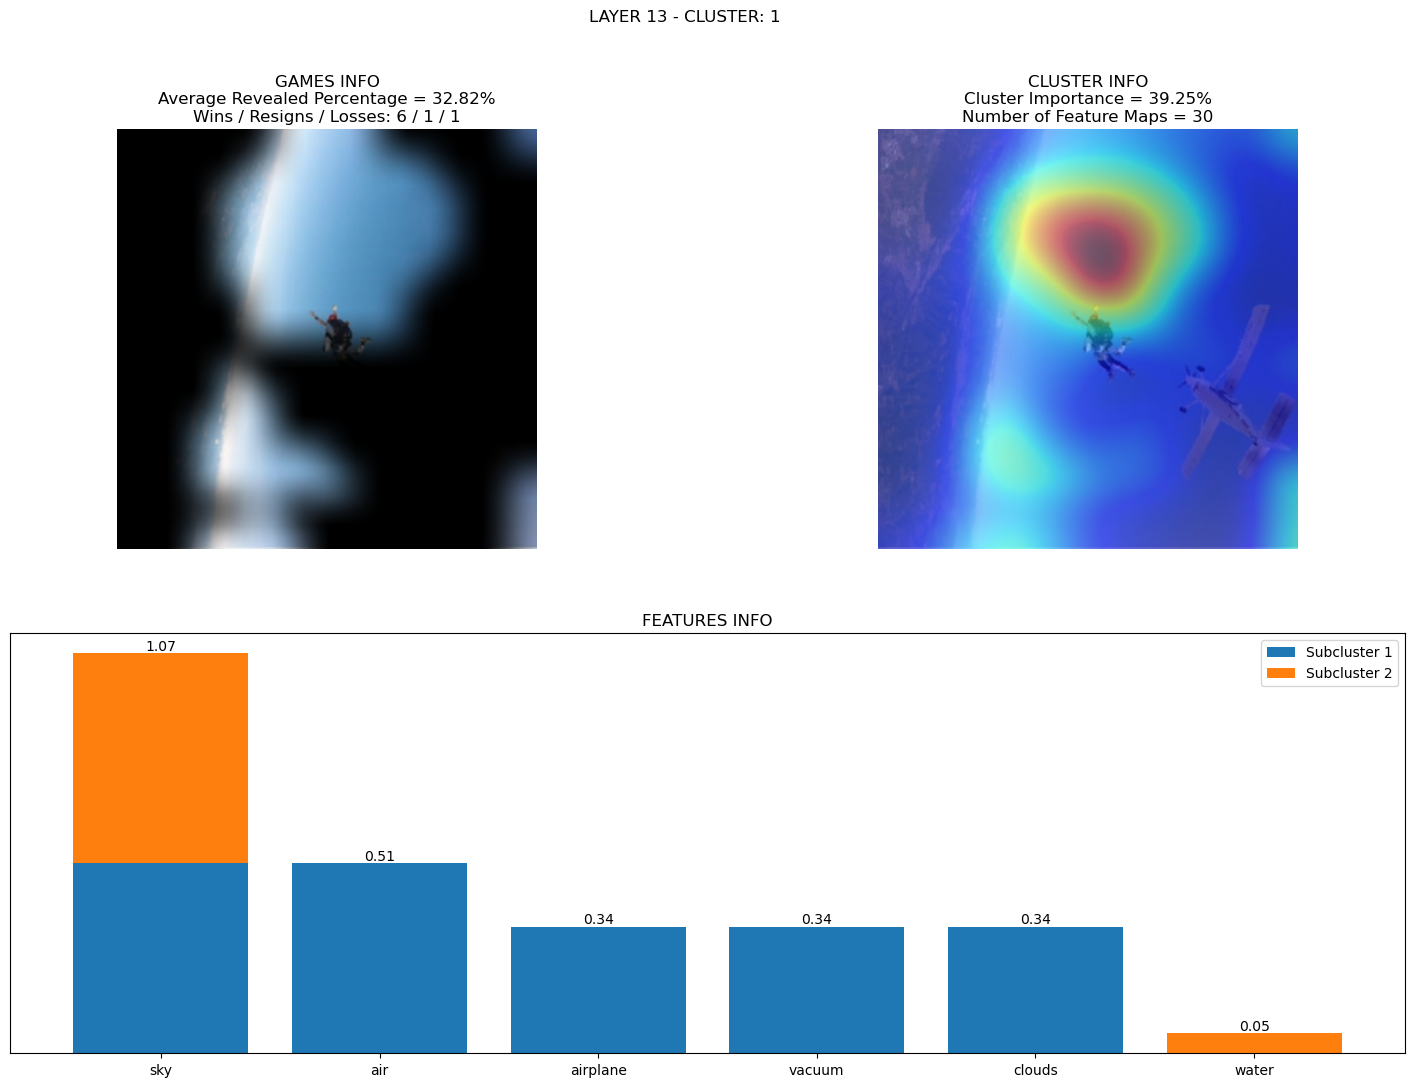 LAYER 13 - CLUSTER: 1
GAMES INFO
Average Revealed Percentage = 32.82%
Wins / Resigns / Losses: 6 / 1 / 1
CLUSTER INFO
Cluster Importance = 39.25%
Number of Feature Maps = 30
FEATURES INFO
Subcluster 1
Subcluster 2
1.07
0.51
0.34
0.34
0.34
0.05
sky
air
airplane
vacuum
clouds
water